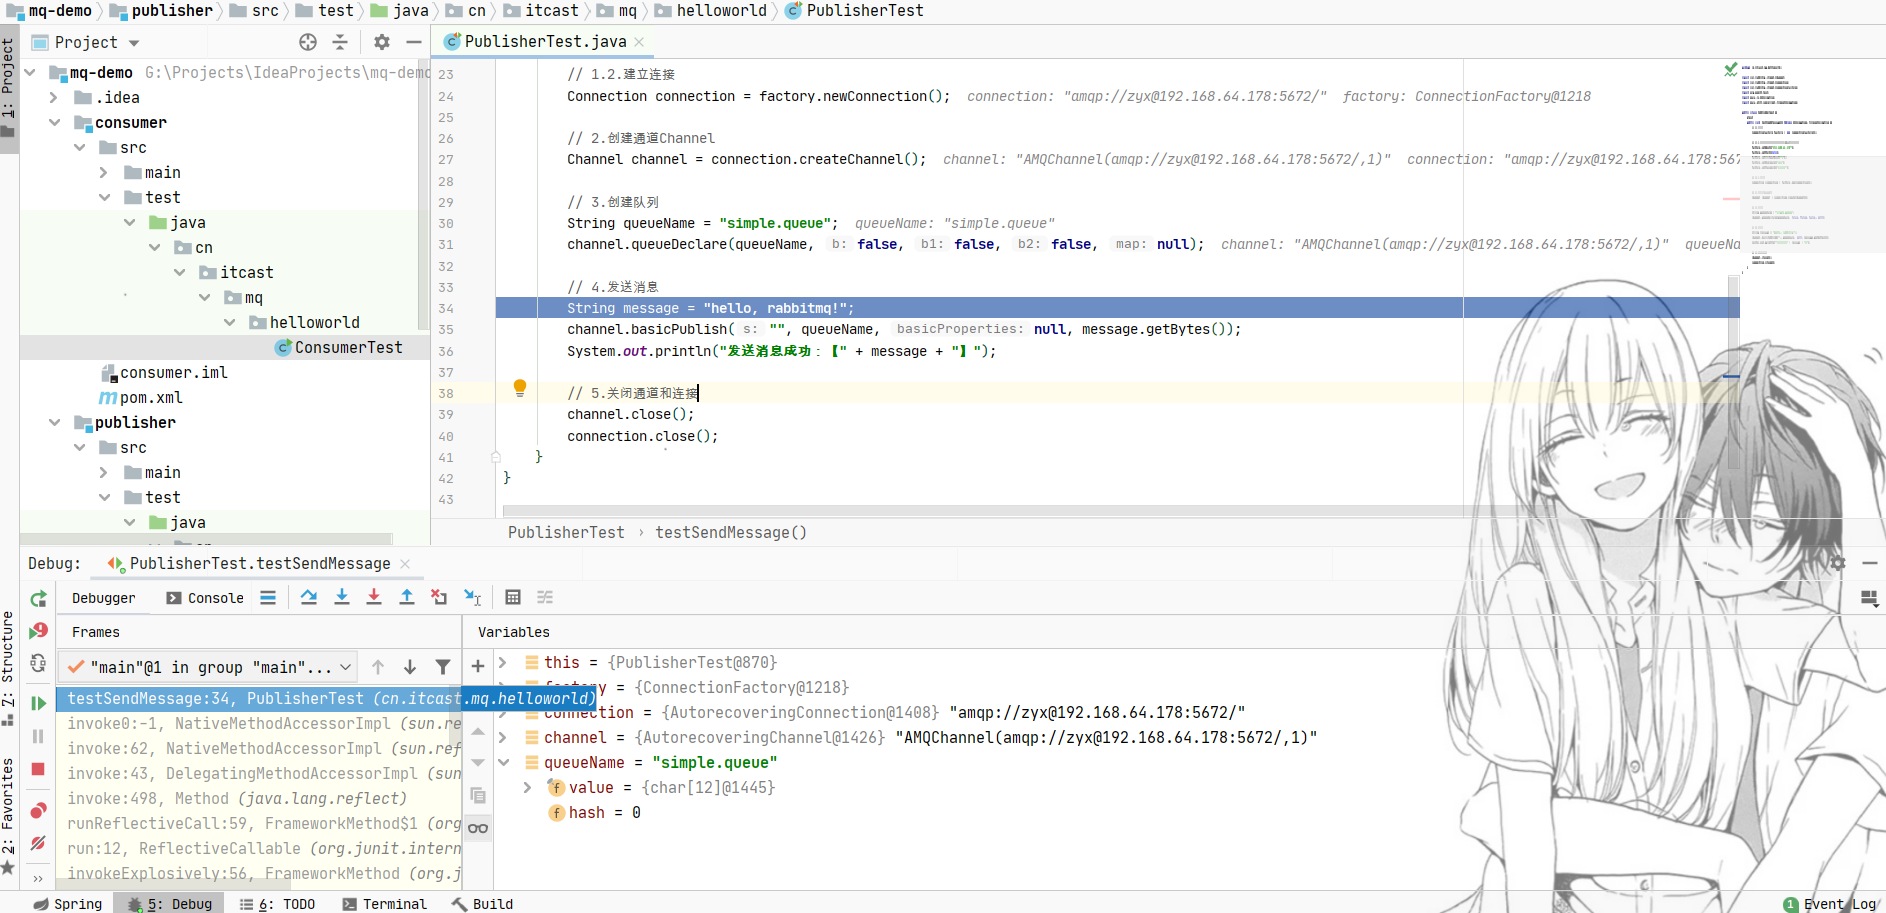 mq-demo publisher src test java cn itcast mq helloworld PublisherTest
1: Project
Project
PublisherTest.java
mq-demo G:\Projects\IdeaProjects\mq-demo
.idea
consumer
src
main
test
java
cn
itcast
mq
helloworld
ConsumerTest
consumer.iml
pom.xml
publisher
src
main
test
java
23 // 1.2.建立连接
24 Connection connection = factory.newConnection(); connection: "amqp://zyx@192.168.64.178:5672/" factory: ConnectionFactory@1218
25
26 // 2.创建通道Channel
27 Channel channel = connection.createChannel(); channel: "AMQChannel(amqp://zyx@192.168.64.178:5672/,1)" connection: "amqp://zyx@192.168.64.178:567
28
29 // 3.创建队列
30 String queueName = "simple.queue"; queueName: "simple.queue"
31 channel.queueDeclare(queueName, b: false, b1: false, b2: false, map: null); channel: "AMQChannel(amqp://zyx@192.168.64.178:5672/,1)" queueNa
32
33 // 4.发送消息
34 String message = "hello, rabbitmq!";
35 channel.basicPublish( s: "", queueName, basicProperties: null, message.getBytes());
36 System.out.println("发送消息成功：【" + message + "】");
37
38 // 5.关闭通道和连接
39 channel.close();
40 connection.close();
41 }
42 }
43
PublisherTest › testSendMessage()
Debug: PublisherTest.testSendMessage
Debugger Console
Z: Structure
2: Favorites
Frames
"main"@1 in group "main"...
testSendMessage:34, PublisherTest (cn.itcast.mq.helloworld)
invoke0:-1, NativeMethodAccessorImpl (sun.re
invoke:62, NativeMethodAccessorImpl (sun.ref
invoke:43, DelegatingMethodAccessorImpl (sun
invoke:498, Method (java.lang.reflect)
runReflectiveCall:59, FrameworkMethod$1 (org
run:12, ReflectiveCallable (org.junit.intern
invokeExplosively:56, FrameworkMethod (org.j
Variables
this = {PublisherTest@870}
factory = {ConnectionFactory@1218}
connection = {AutorecoveringConnection@1408} "amqp://zyx@192.168.64.178:5672/"
channel = {AutorecoveringChannel@1426} "AMQChannel(amqp://zyx@192.168.64.178:5672/,1)"
queueName = "simple.queue"
value = {char[12]@1445}
hash = 0
Spring 5: Debug 6: TODO Terminal Build 1 Event Log